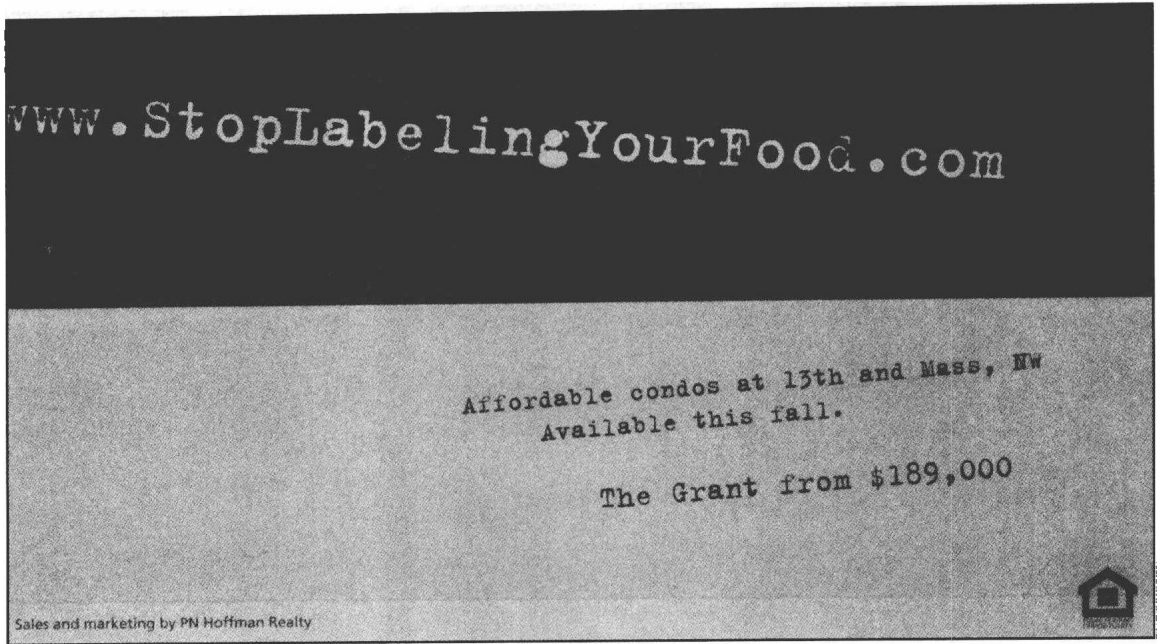 www.StopLabelingYourFood.com
Affordable condos at 13th and Mass, NW
Available this fall.
The Grant from $189,000
Sales and marketing by PN Hoffman Realty